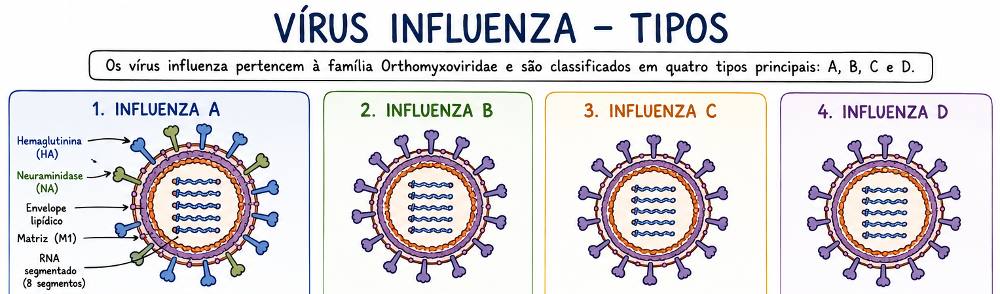 VÍRUS INFLUENZA – TIPOS
Os vírus influenza pertencem à família Orthomyxoviridae e são classificados em quatro tipos principais: A, B, C e D.
1. INFLUENZA A
Hemaglutinina
(HA)
Neuraminidase
(NA)
Envelope
lipídico
Matriz (M1)
RNA
segmentado
(8 segmentos)
2. INFLUENZA B
3. INFLUENZA C
4. INFLUENZA D